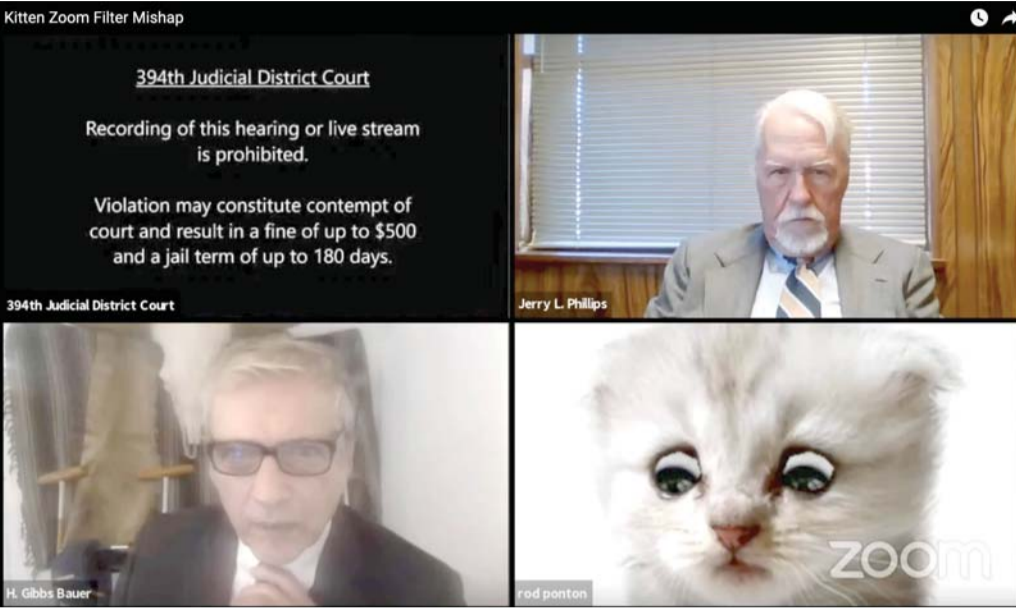 Kitten Zoom Filter Mishap
394th Judicial District Court
Recording of this hearing or live stream
is prohibited.
Violation may constitute contempt of
court and result in a fine of up to $500
and a jail term of up to 180 days.
394th Judicial District Court
Jerry L. Phillips
H. Gibbs Bauer
rod ponton
zoom